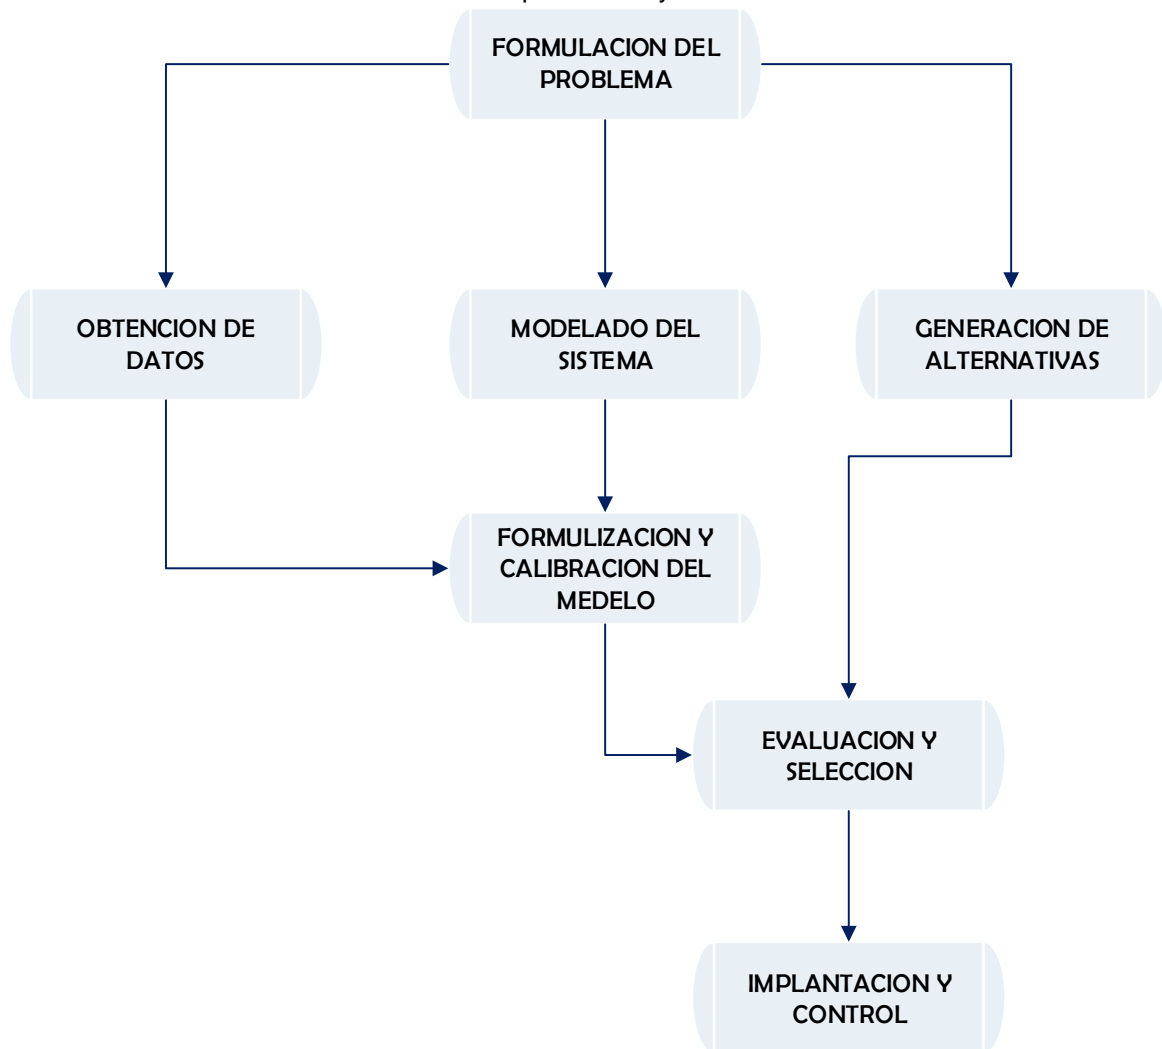 FORMULACION DEL
PROBLEMA
OBTENCION DE
DATOS
MODELADO DEL
SISTEMA
GENERACION DE
ALTERNATIVAS
FORMULIZACION Y
CALIBRACION DEL
MEDELO
EVALUACION Y
SELECCION
IMPLANTACION Y
CONTROL